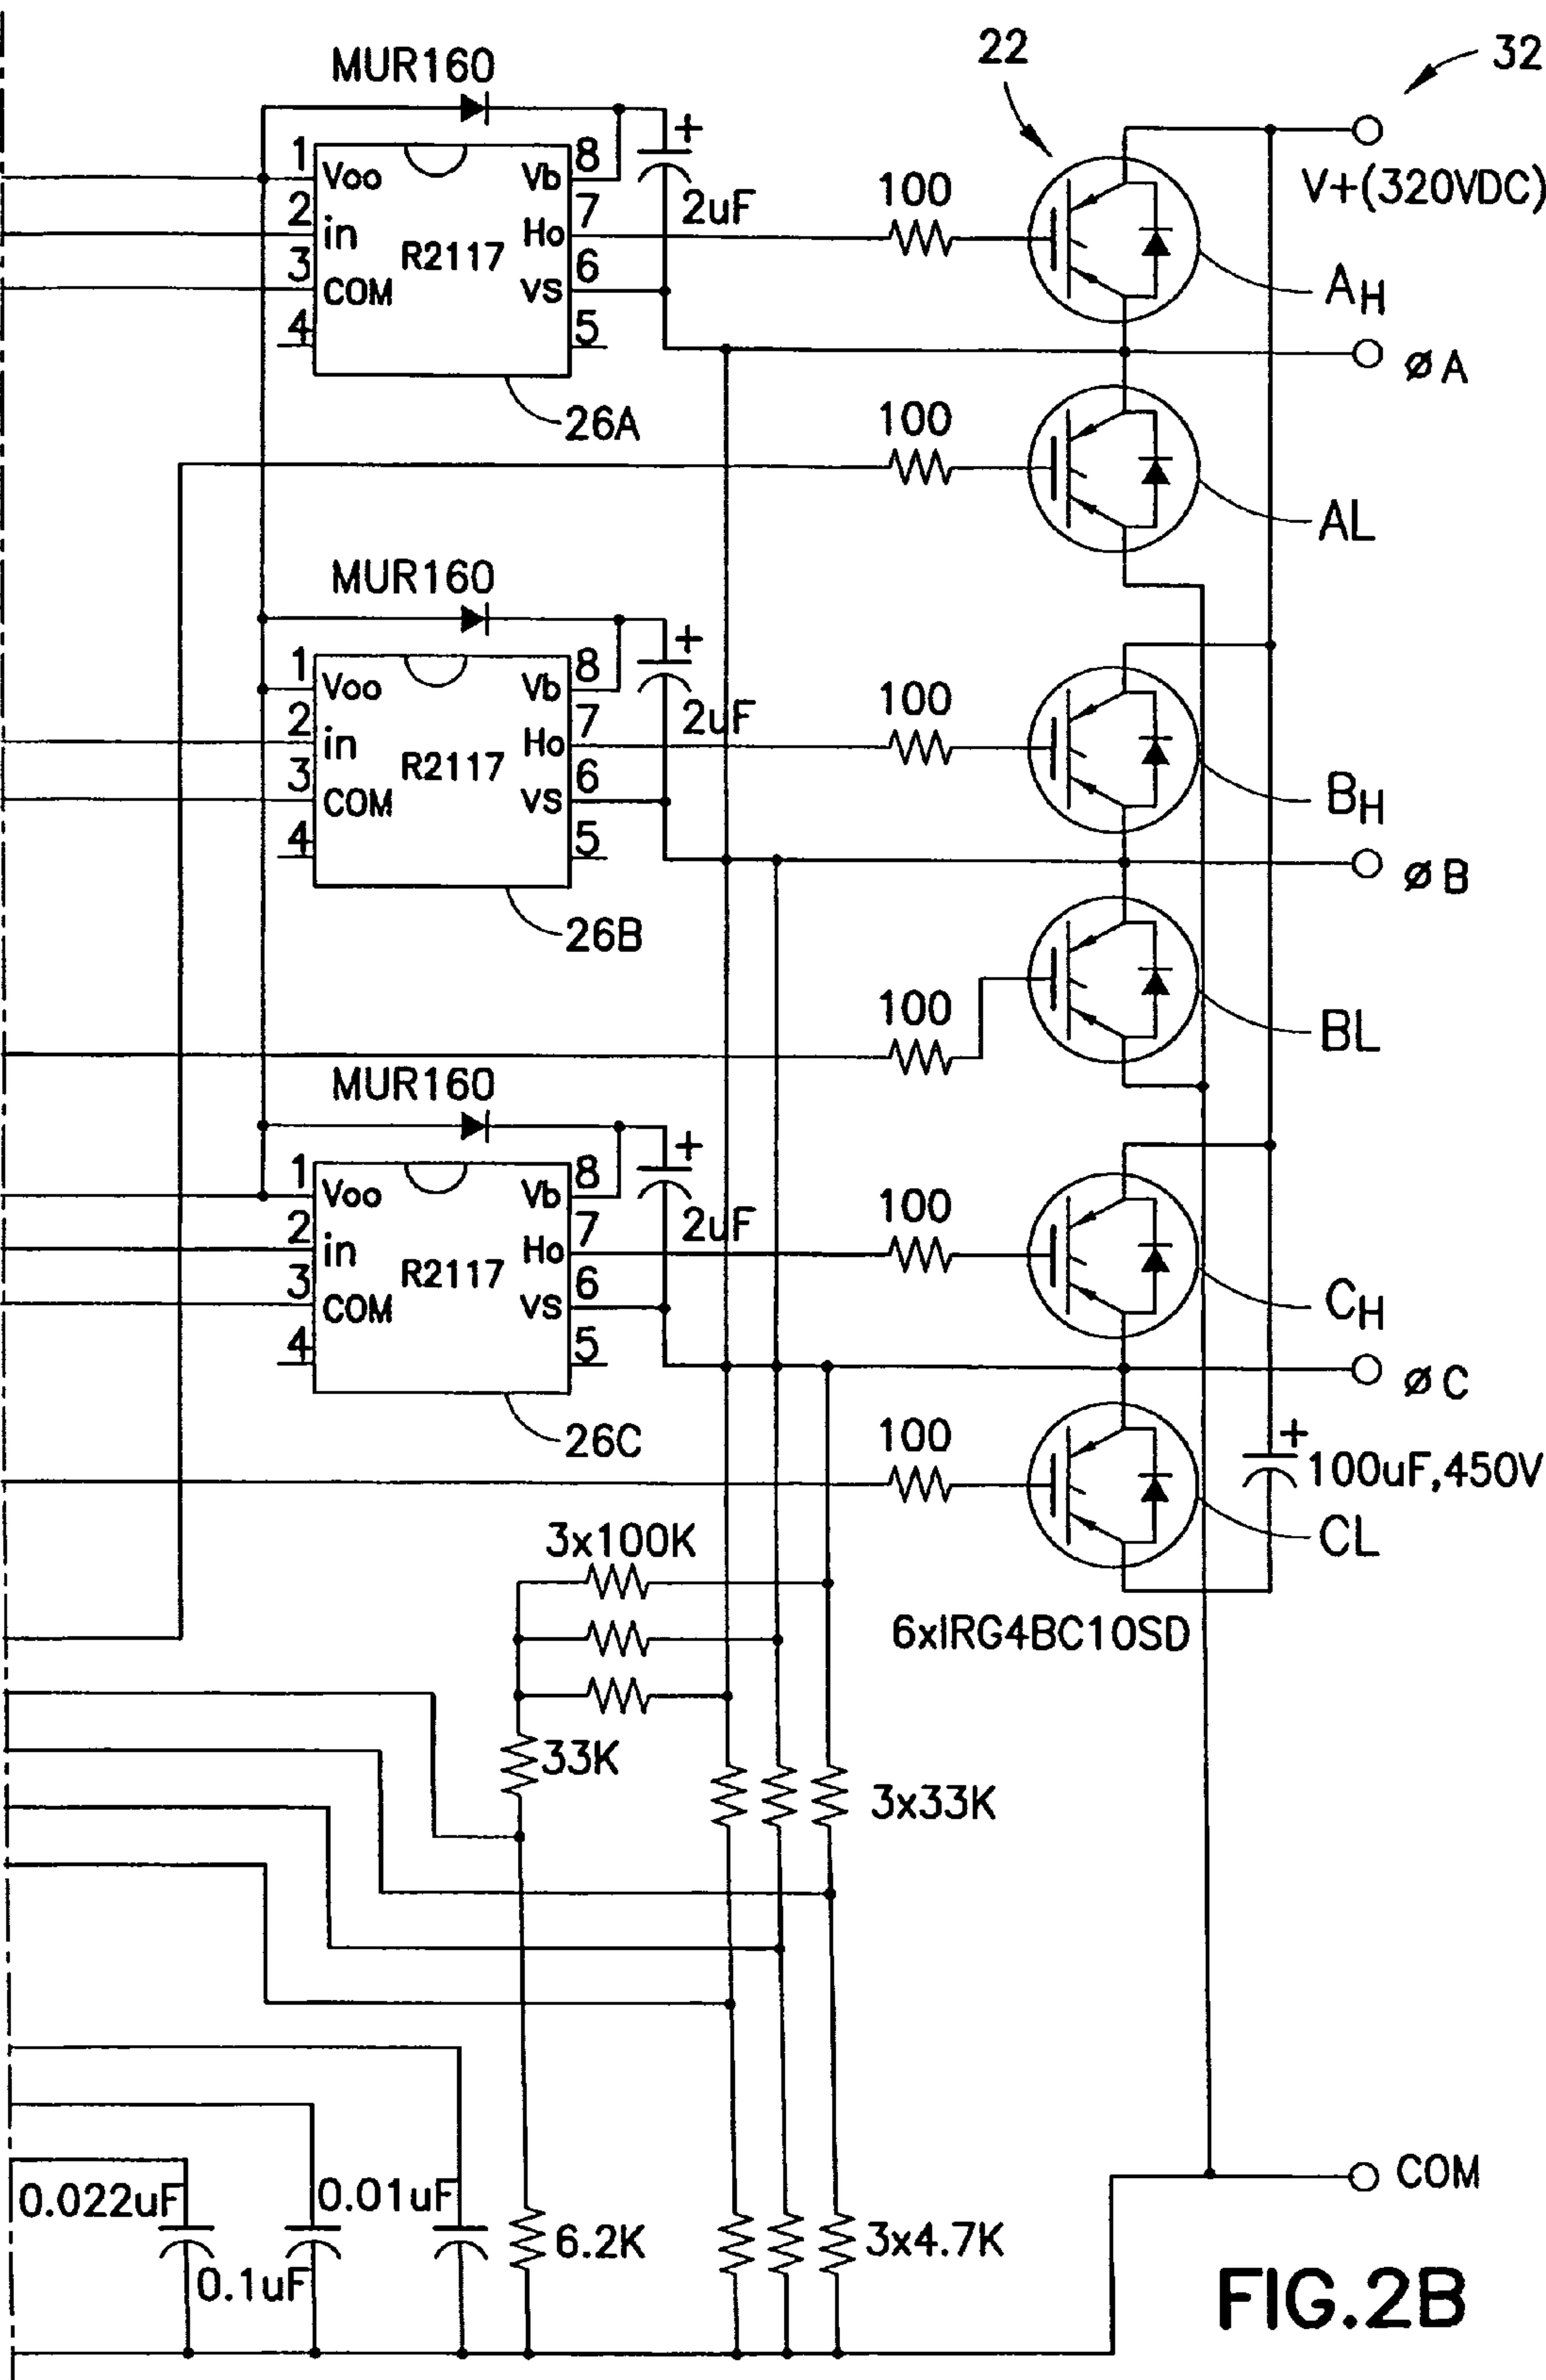 MUR160
22
32
1
Voo
8
Vb
2
in
7
Ho
3
COM
6
VS
4
5
R2117
+
2uF
100
V+(320VDC)
AH
øA
26A
100
AL
MUR160
1
Voo
8
Vb
2
in
7
Ho
3
COM
6
VS
4
5
R2117
+
2uF
100
BH
øB
26B
100
BL
MUR160
1
Voo
8
Vb
2
in
7
Ho
3
COM
6
VS
4
5
R2117
+
2uF
100
CH
øC
26C
100
+
100uF,450V
CL
3x100K
6xIRG4BC10SD
33K
3x33K
COM
0.022uF
0.01uF
6.2K
3x4.7K
0.1uF
FIG.2B